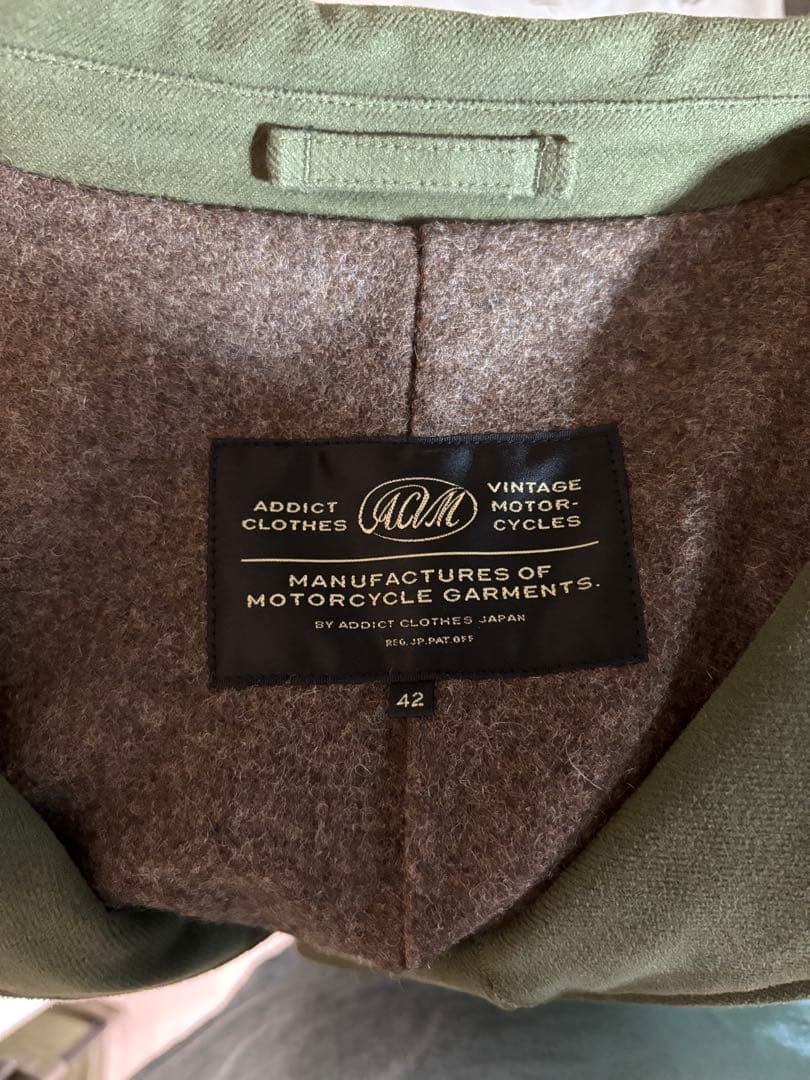 ADDICT CLOTHES
ACVM
VINTAGE MOTOR-CYCLES
MANUFACTURES OF
MOTORCYCLE GARMENTS.
BY ADDICT CLOTHES JAPAN
REG. JP. PAT. OFF
42